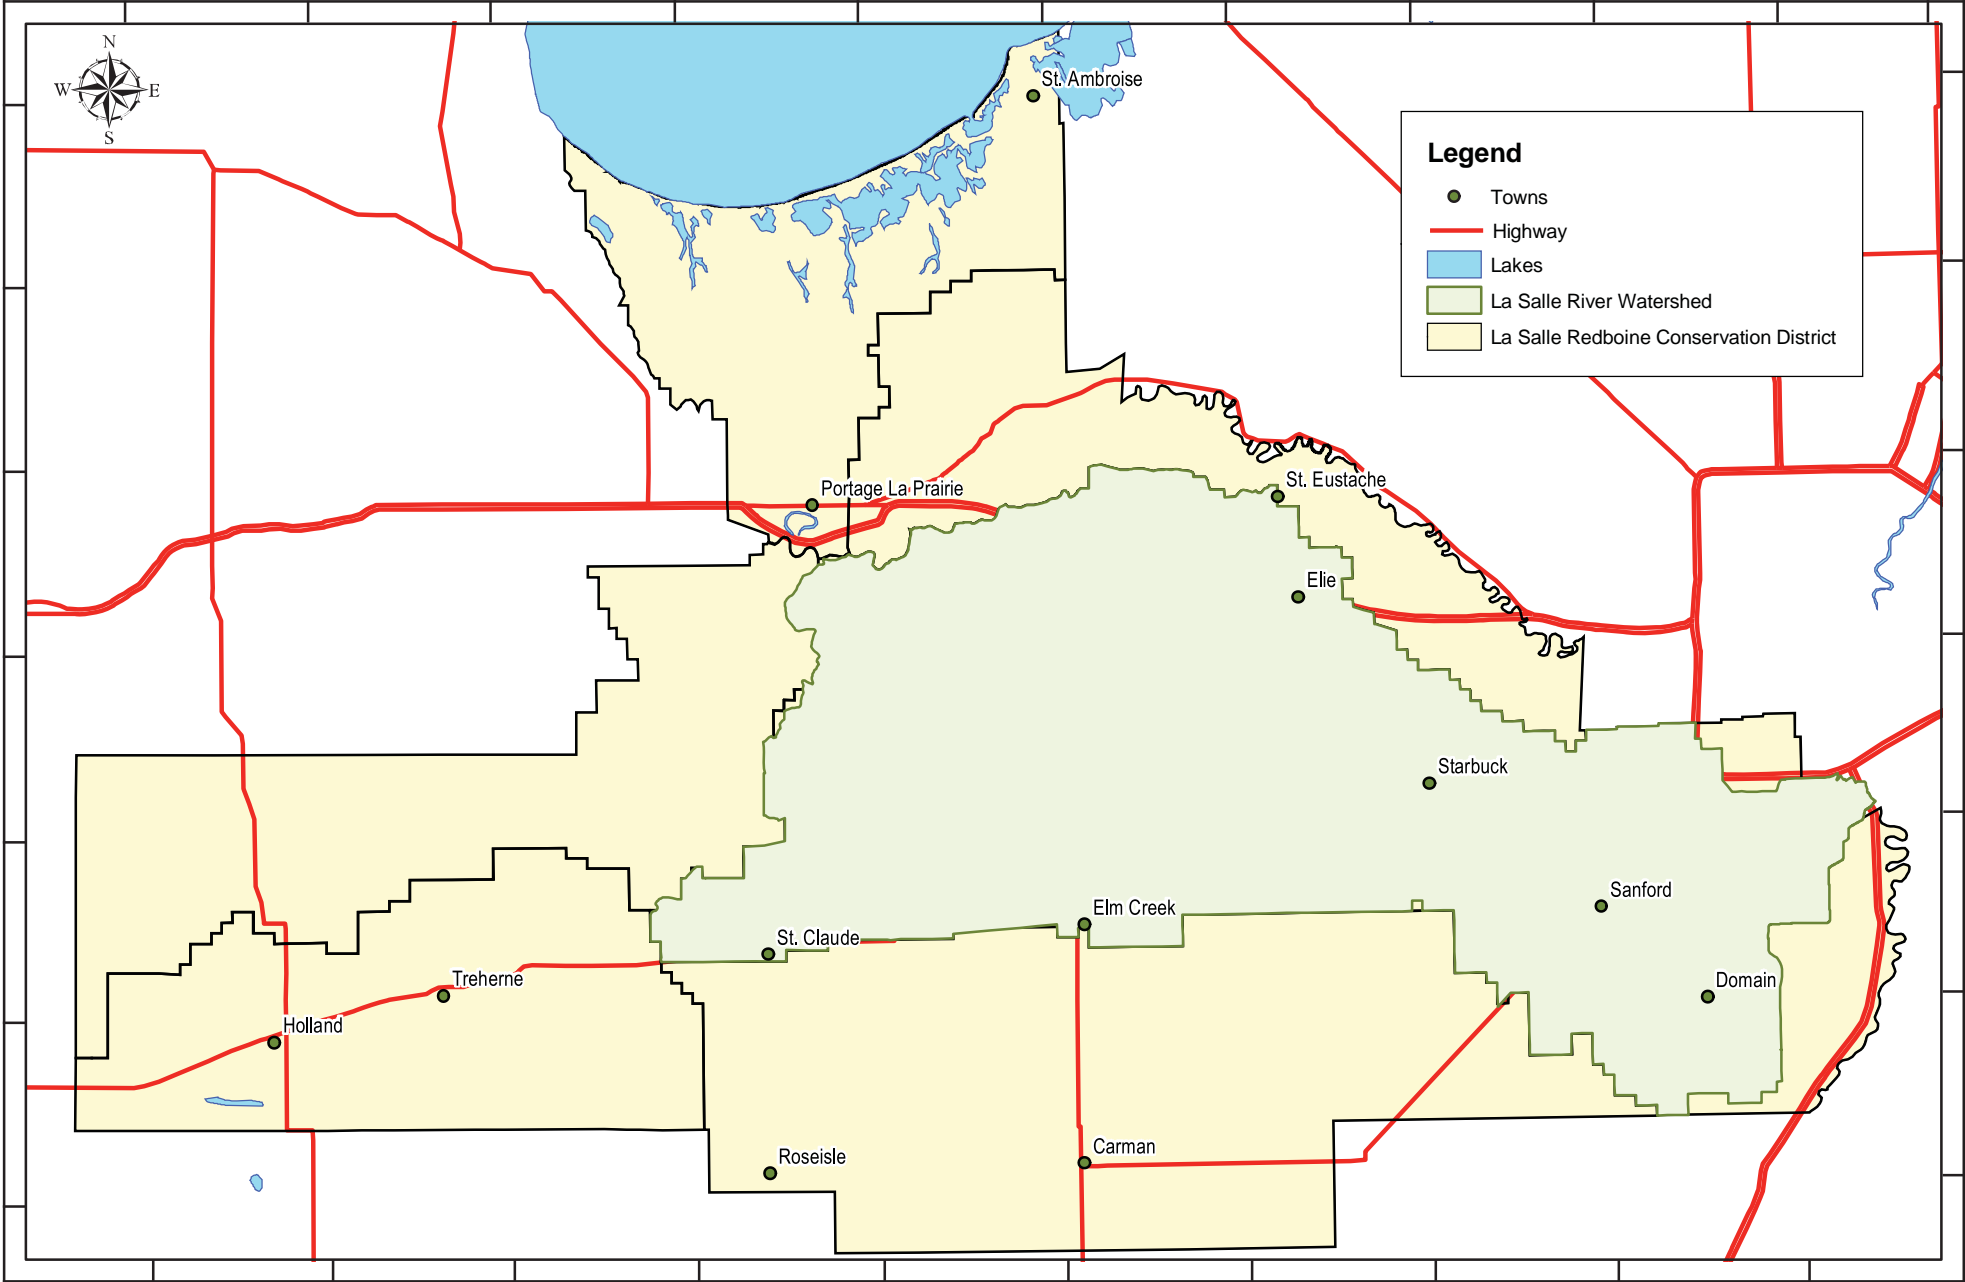 N
W E
S
St. Ambroise
Legend
Towns
Highway
Lakes
La Salle River Watershed
La Salle Redboine Conservation District
Portage La Prairie
St. Eustache
Elie
Starbuck
Sanford
Elm Creek
St. Claude
Treherne
Domain
Holland
Carman
Roseisle